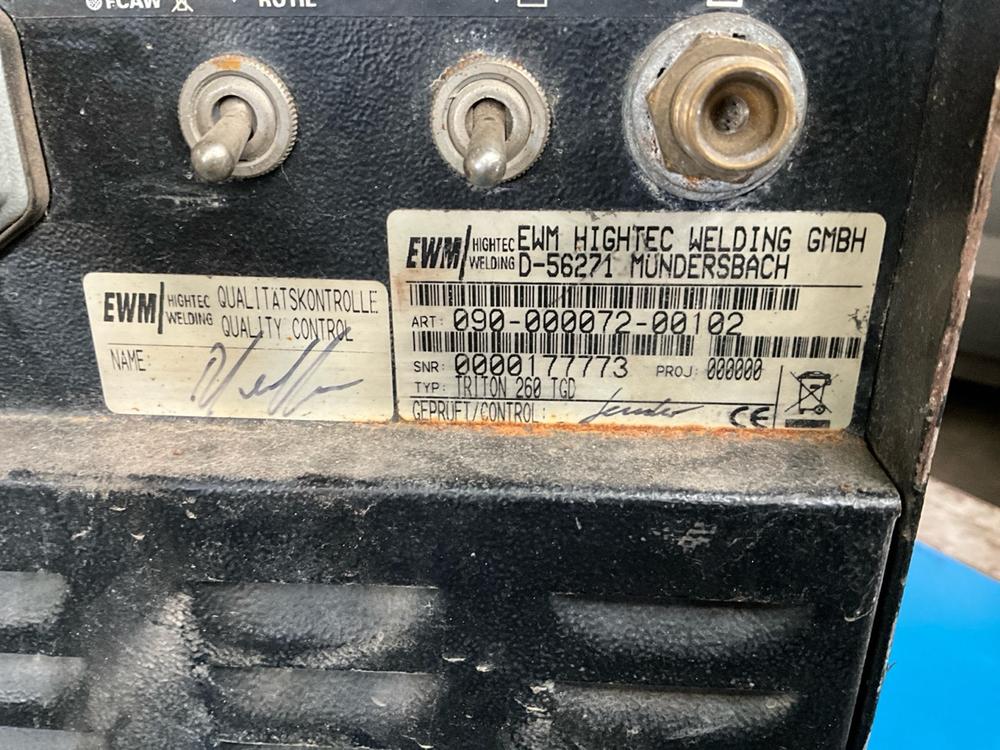 FCAW
EWM HIGHTEC WELDING
EWM HIGHTEC WELDING GMBH
D-56271 MÜNDERSBACH
ART: 090-000072-00102
SNR: 0000177773 PROJ: 000000
TYP: TRITON 260 TGD
GEPRUFT/CONTROL:
CE
EWM HIGHTEC WELDING
QUALITÄTSKONTROLLE
QUALITY CONTROL
NAME: